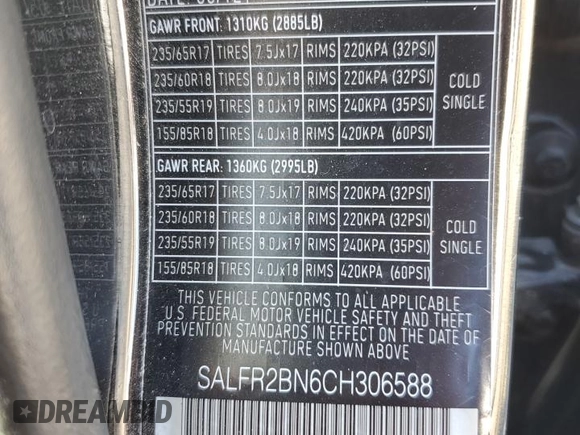 GAWR FRONT: 1310KG (2885LB)
235/65R17 TIRES 7.5Jx17 RIMS 220KPA (32PSI)
235/60R18 TIRES 8.0Jx18 RIMS 220KPA (32PSI)
235/55R19 TIRES 8.0Jx19 RIMS 240KPA (35PSI)
155/85R18 TIRES 4.0Jx18 RIMS 420KPA (60PSI)
COLD
SINGLE
GAWR REAR: 1360KG (2995LB)
235/65R17 TIRES 7.5Jx17 RIMS 220KPA (32PSI)
235/60R18 TIRES 8.0Jx18 RIMS 220KPA (32PSI)
235/55R19 TIRES 8.0Jx19 RIMS 240KPA (35PSI)
155/85R18 TIRES 4.0Jx18 RIMS 420KPA (60PSI)
COLD
SINGLE
THIS VEHICLE CONFORMS TO ALL APPLICABLE
U.S. FEDERAL MOTOR VEHICLE SAFETY AND THEFT
PREVENTION STANDARDS IN EFFECT ON THE DATE OF
MANUFACTURE SHOWN ABOVE.
SALFR2BN6CH306588
DREAMBID